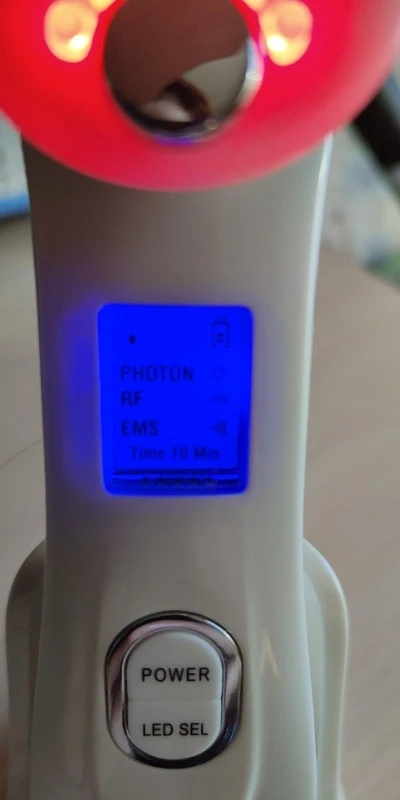 PHOTON
RF
EMS
Time 10 Min
POWER
LED SEL